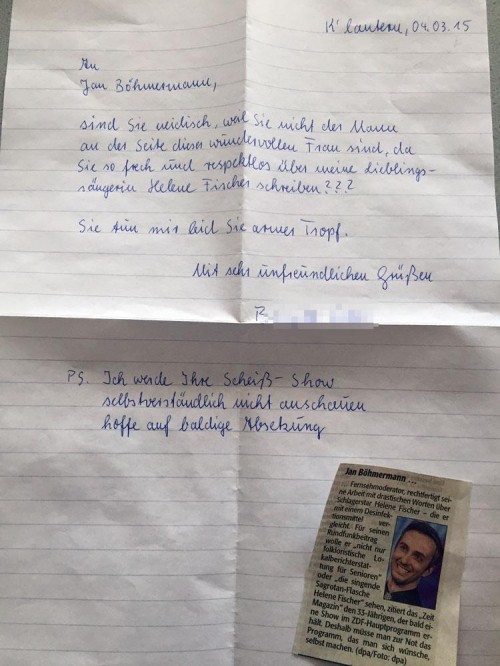 K'lautern, 04.03.15
An
Jan Böhmermann,
sind Sie neidisch, weil Sie nicht der Mann
an der Seite dieser wundervollen Frau sind, da
Sie so frech und respektlos über meine Lieblings-
sängerin Helene Fischer schreiben???
Sie tun mir leid Sie armer Tropf.
Mit sehr unfreundlichen Grüßen
PS. Ich werde Ihre Scheiß-Show
selbstverständlich nicht anschauen
hoffe auf baldige Absetzung
Jan Böhmermann ...
Fernsehmoderator, rechtfertigt sei-
ne Arbeit mit drastischen Worten über
Schlagerstar Helene Fischer – die er
mit einem Desinfek-
tionsmittel ver-
gleicht. Für seinen
Rundfunkbeitrag
wolle er „nicht nur
folkloristische Lo-
kalberichterstat-
tung für Senioren"
oder „die singende
Sagrotan-Flasche
Helene Fischer" sehen, zitiert das „Zeit
Magazin" den 33-Jährigen, der bald ei-
ne Show im ZDF-Hauptprogramm er-
hält. Deshalb müsse man zur Not das
Programm, das man sich wünsche,
selbst machen. (dpa/Foto: dpa)